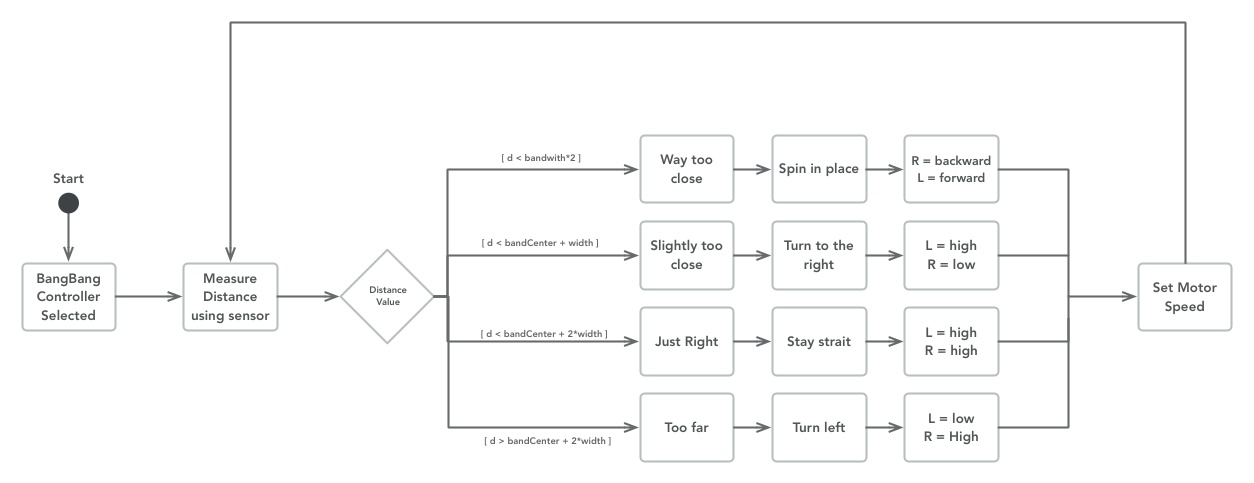 Start
BangBang
Controller
Selected
Measure
Distance
using sensor
Distance
Value
[ d < bandwith*2 ]
Way too
close
Spin in place
R = backward
L = forward
[ d < bandCenter + width ]
Slightly too
close
Turn to the
right
L = high
R = low
[ d < bandCenter + 2*width ]
Just Right
Stay strait
L = high
R = high
[ d > bandCenter + 2*width ]
Too far
Turn left
L = low
R = High
Set Motor
Speed